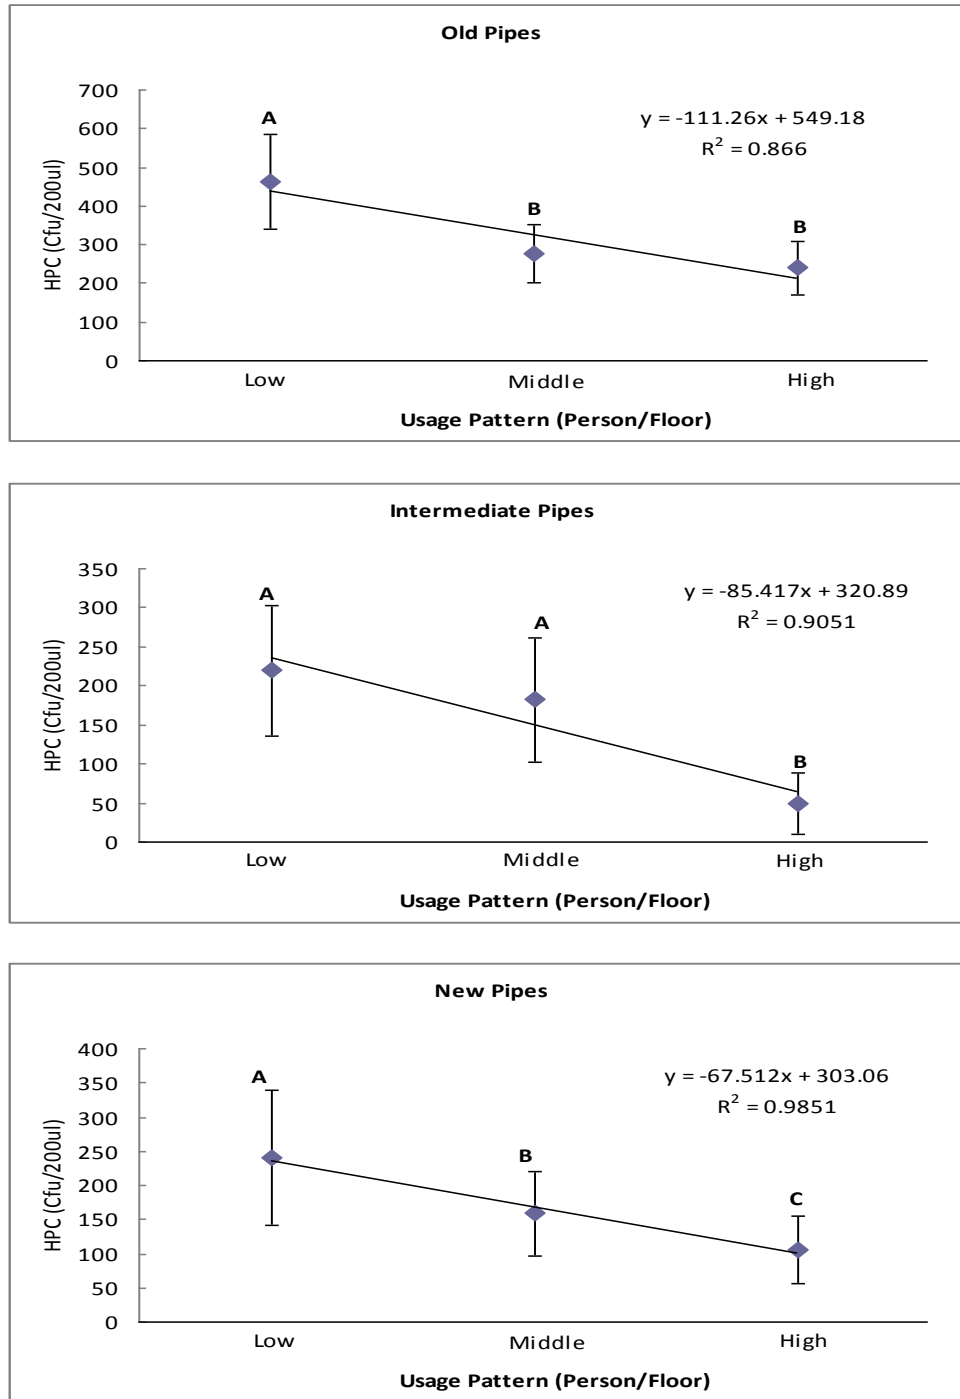 Old Pipes
700
600
500
400
300
200
100
0
HPC (Cfu/200ul)
A
B
B
y = -111.26x + 549.18
R² = 0.866
Low Middle High
Usage Pattern (Person/Floor)
Intermediate Pipes
350
300
250
200
150
100
50
0
HPC (Cfu/200ul)
A
A
B
y = -85.417x + 320.89
R² = 0.9051
Low Middle High
Usage Pattern (Person/Floor)
New Pipes
400
350
300
250
200
150
100
50
0
HPC (Cfu/200ul)
A
B
C
y = -67.512x + 303.06
R² = 0.9851
Low Middle High
Usage Pattern (Person/Floor)